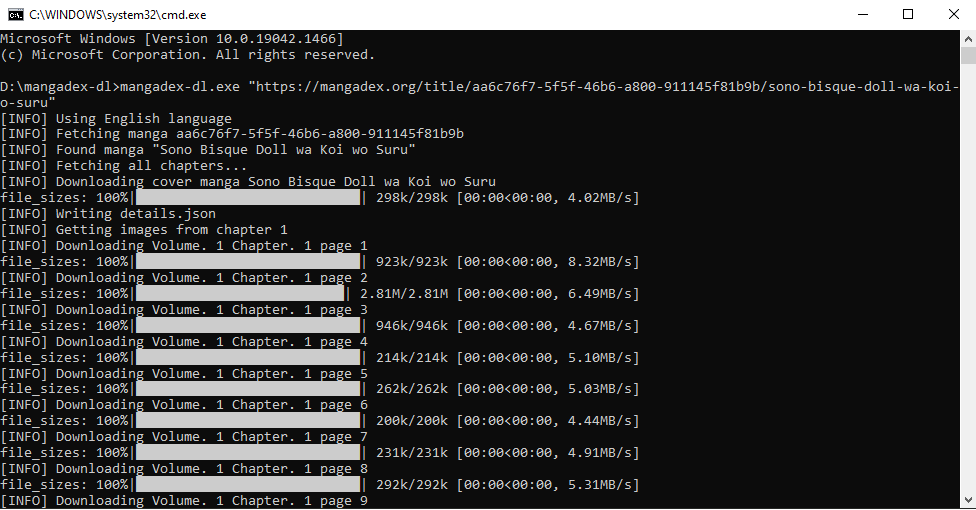 C:\WINDOWS\system32\cmd.exe
Microsoft Windows [Version 10.0.19042.1466]
(c) Microsoft Corporation. All rights reserved.
D:\mangadex-dl>mangadex-dl.exe "https://mangadex.org/title/aa6c76f7-5f5f-46b6-a800-911145f81b9b/sono-bisque-doll-wa-koi-
o-suru"
[INFO] Using English language
[INFO] Fetching manga aa6c76f7-5f5f-46b6-a800-911145f81b9b
[INFO] Found manga "Sono Bisque Doll wa Koi wo Suru"
[INFO] Fetching all chapters...
[INFO] Downloading cover manga Sono Bisque Doll wa Koi wo Suru
file_sizes: 100%| | 298k/298k [00:00<00:00, 4.02MB/s]
[INFO] Writing details.json
[INFO] Getting images from chapter 1
[INFO] Downloading Volume. 1 Chapter. 1 page 1
file_sizes: 100%| | 923k/923k [00:00<00:00, 8.32MB/s]
[INFO] Downloading Volume. 1 Chapter. 1 page 2
file_sizes: 100%| | 2.81M/2.81M [00:00<00:00, 6.49MB/s]
[INFO] Downloading Volume. 1 Chapter. 1 page 3
file_sizes: 100%| | 946k/946k [00:00<00:00, 4.67MB/s]
[INFO] Downloading Volume. 1 Chapter. 1 page 4
file_sizes: 100%| | 214k/214k [00:00<00:00, 5.10MB/s]
[INFO] Downloading Volume. 1 Chapter. 1 page 5
file_sizes: 100%| | 262k/262k [00:00<00:00, 5.03MB/s]
[INFO] Downloading Volume. 1 Chapter. 1 page 6
file_sizes: 100%| | 200k/200k [00:00<00:00, 4.44MB/s]
[INFO] Downloading Volume. 1 Chapter. 1 page 7
file_sizes: 100%| | 231k/231k [00:00<00:00, 4.91MB/s]
[INFO] Downloading Volume. 1 Chapter. 1 page 8
file_sizes: 100%| | 292k/292k [00:00<00:00, 5.31MB/s]
[INFO] Downloading Volume. 1 Chapter. 1 page 9